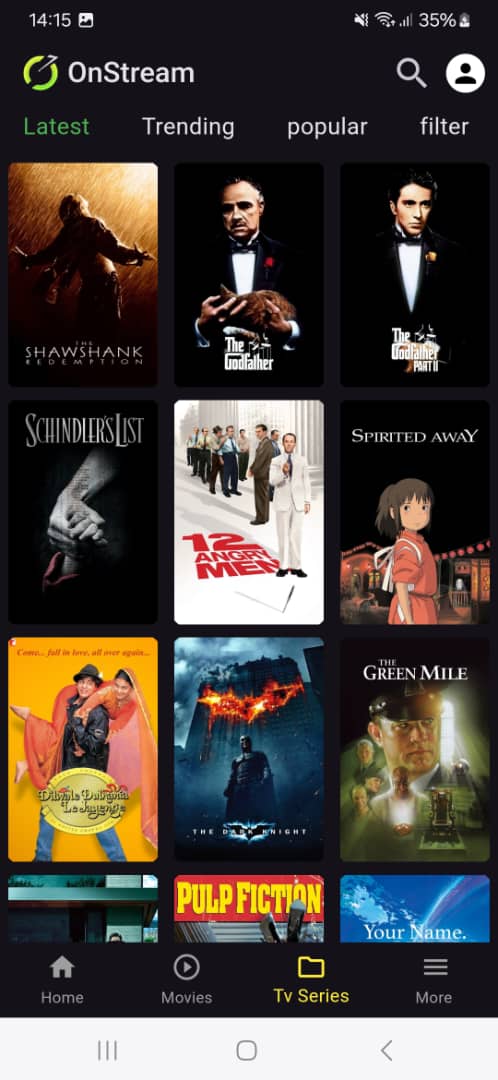 14:15 35%
OnStream
Latest Trending popular filter
THE
SHAWSHANK
REDEMPTION
The
Godfather
The
Godfather
PART II
SCHINDLER'S LIST
12
ANGRY
MEN
SPIRITED AWAY
Come... fall in love, all over again...
Dilwale Dulhania
Le Jayenge
THE DARK KNIGHT
THE
GREEN MILE
PULP FICTION
Your Name.
Home Movies Tv Series More